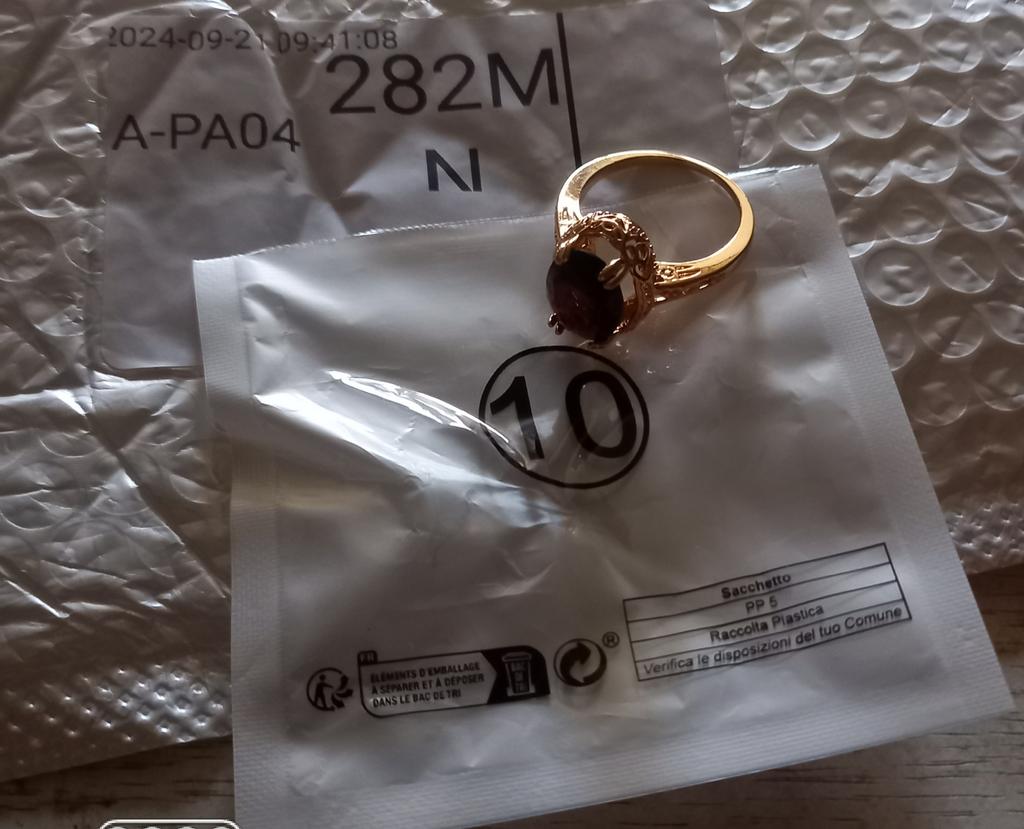 2024-09-21 09:41:08
282M
A-PA04
N
10
FR
ÉLÉMENTS D'EMBALLAGE
À SÉPARER ET À DÉPOSER
DANS LE BAC DE TRI
®
Sacchetto
PP 5
Raccolta Plastica
Verifica le disposizioni del tuo Comune